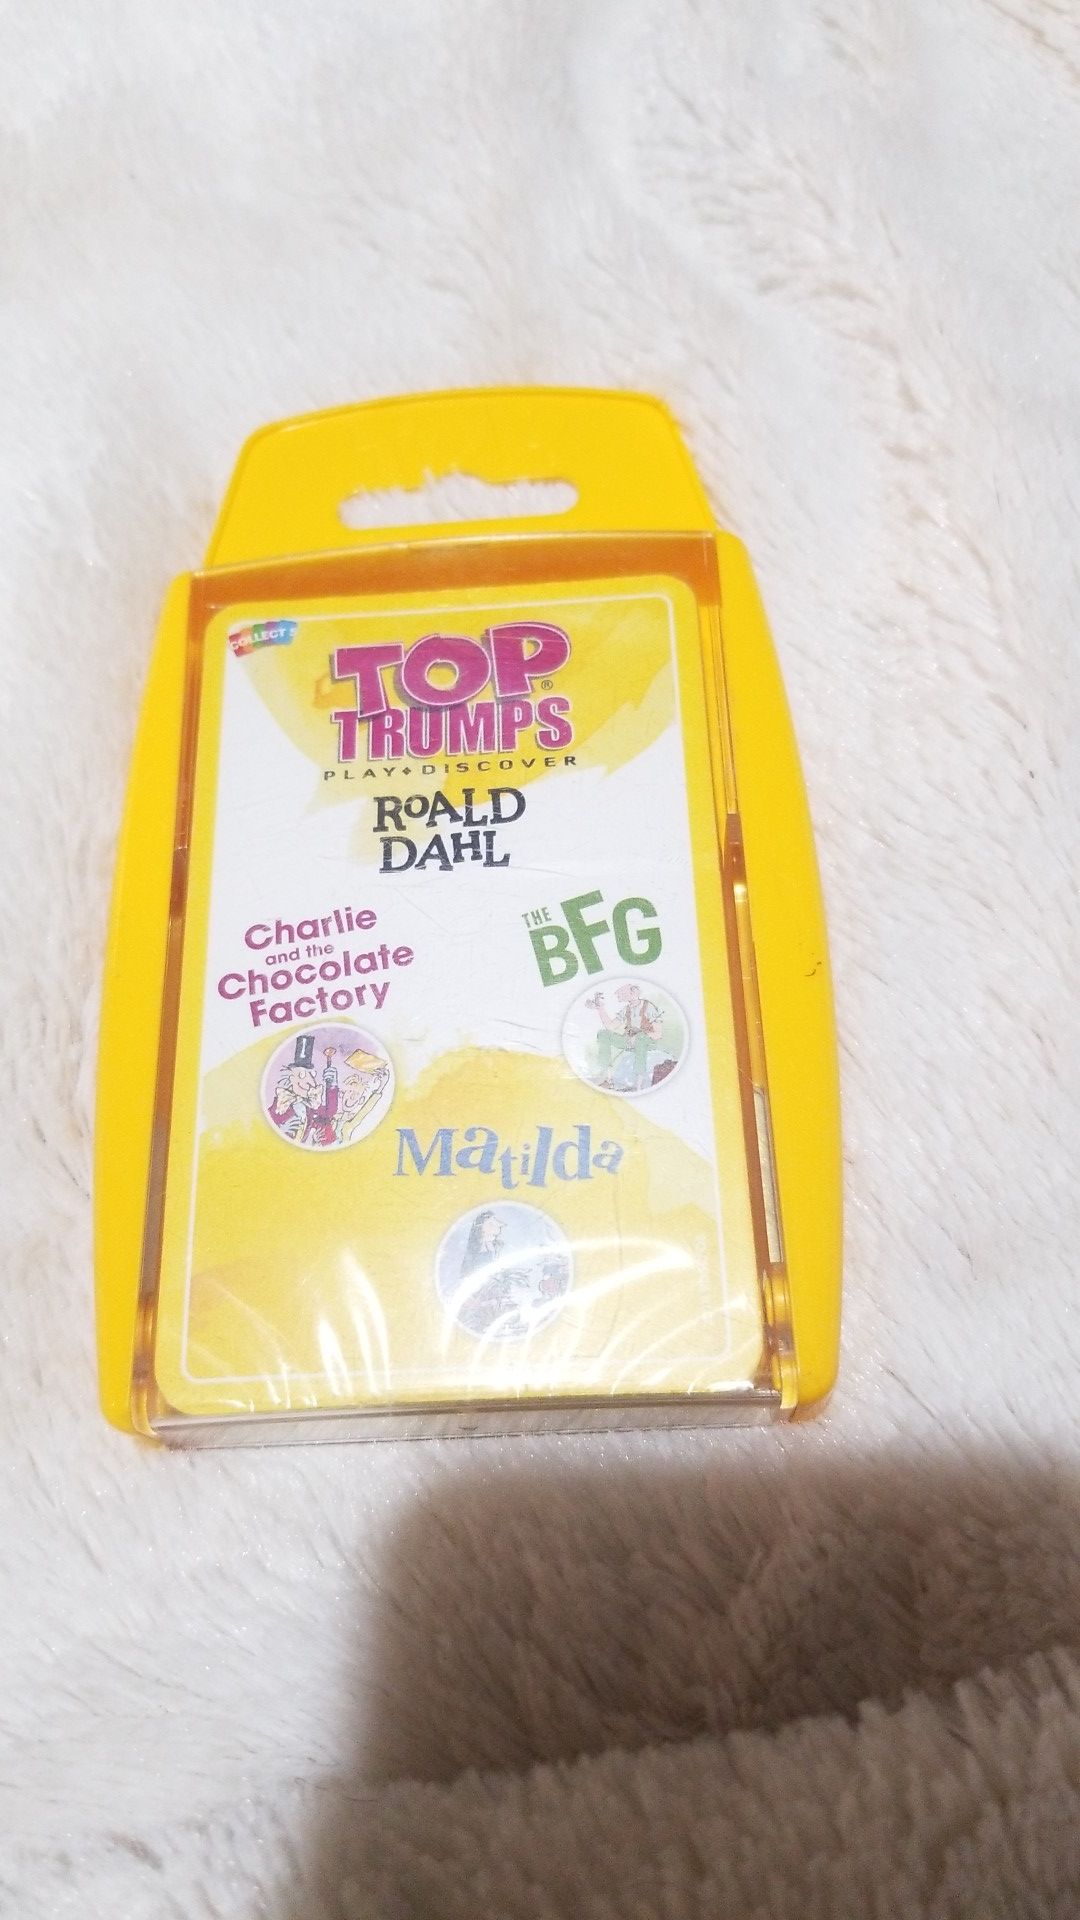 COLLECT
TOP
TRUMPS
PLAY • DISCOVER
ROALD
DAHL
Charlie
and the
Chocolate
Factory
THE
BFG
Matilda